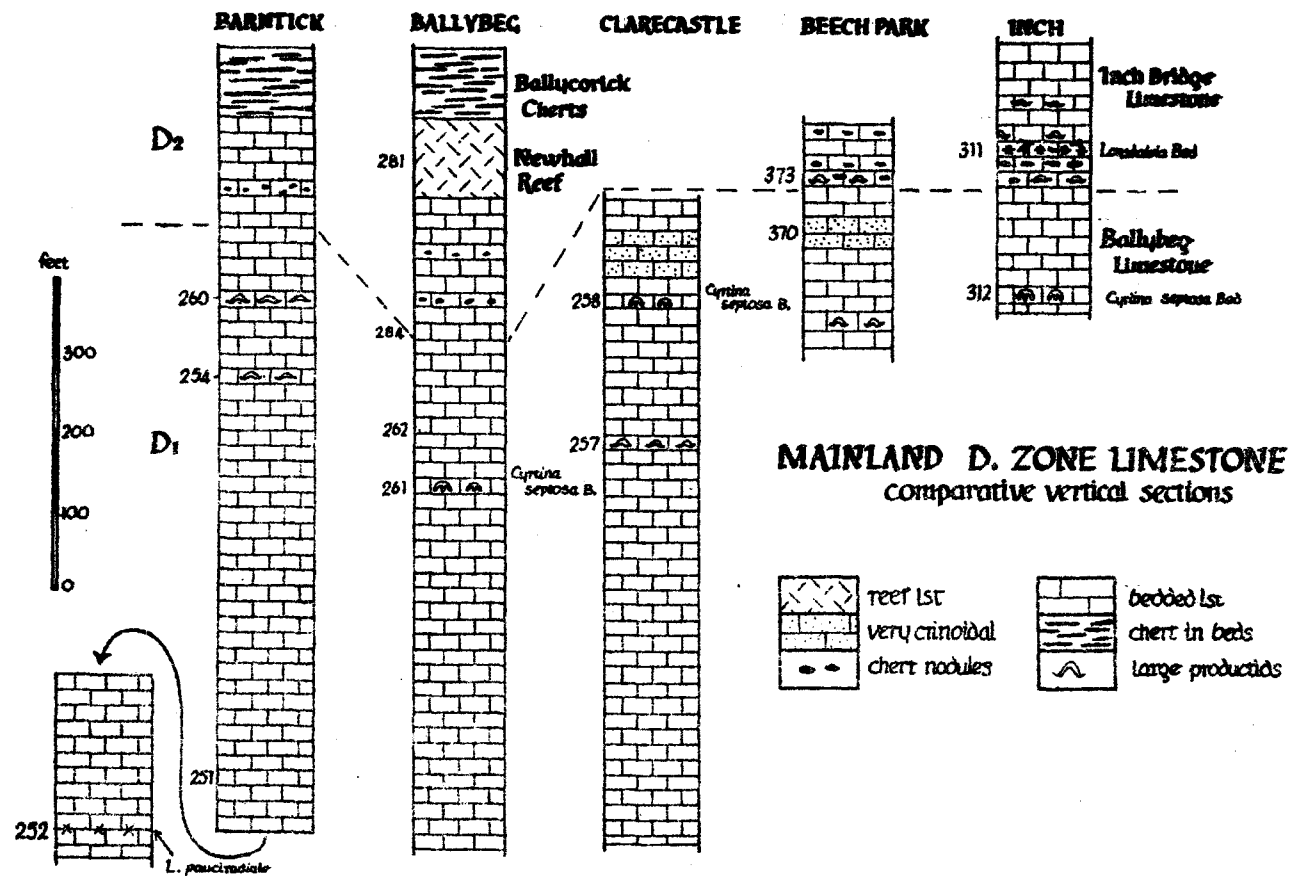 BARNTICK
BALLYBEG
CLARECASTLE
BEECH PARK
INCH
Ballycorick
Cherts
Newhall
Reef
Inch Bridge
Limestone
Lonsdaleia Bed
Ballybeg
Limestone
Cyrtina septosa Bed
D2
D1
feet
300
200
100
0
260
254
251
252
L. pauciradiale
281
284
262
261
Cyrtina
septosa B.
258
257
Cyrtina
septosa B.
373
370
311
312
MAINLAND D. ZONE LIMESTONE
comparative vertical sections
reef lst
very crinoidal
chert nodules
bedded lst
chert in beds
large productids